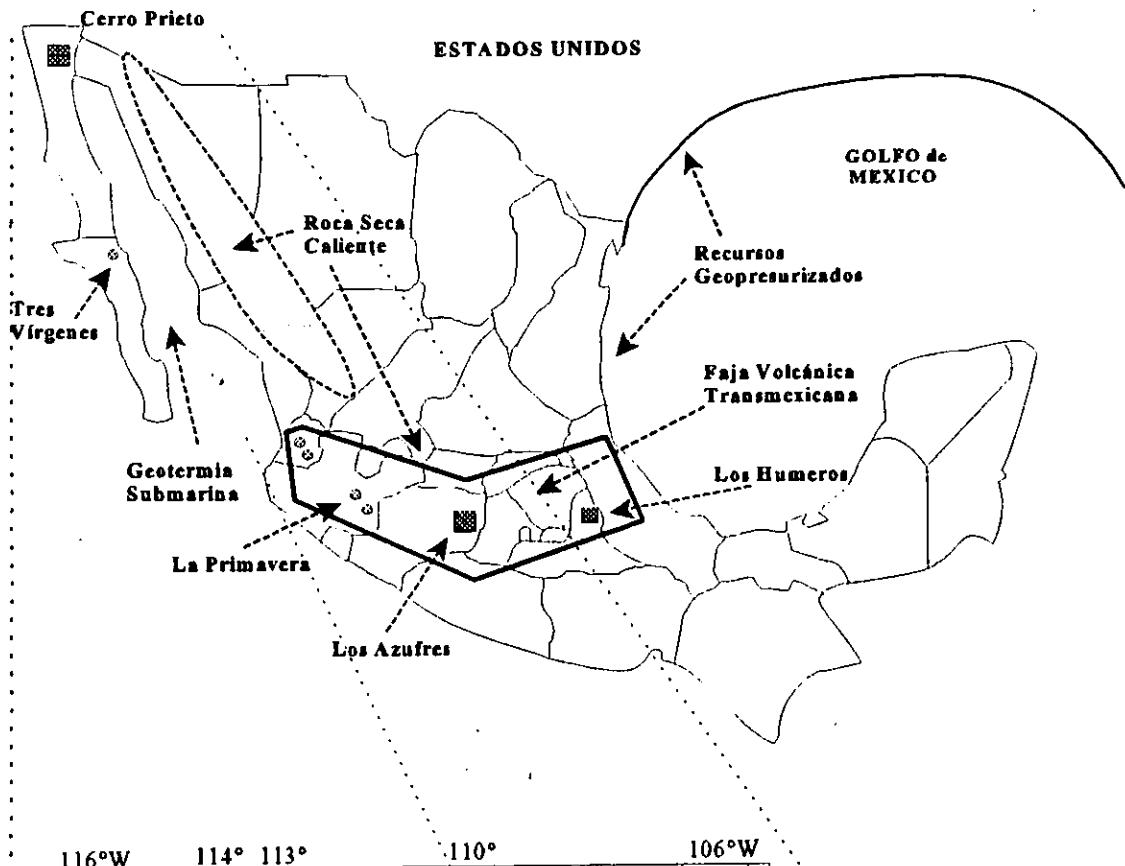 Cerro Prieto
ESTADOS UNIDOS
GOLFO de
MEXICO
Roca Seca
Caliente
Recursos
Geopresurizados
Tres
Vírgenes
Faja Volcánica
Transmexicana
Geotermia
Submarina
Los Humeros
La Primavera
Los Azufres
116°W 114° 113° 110° 106°W